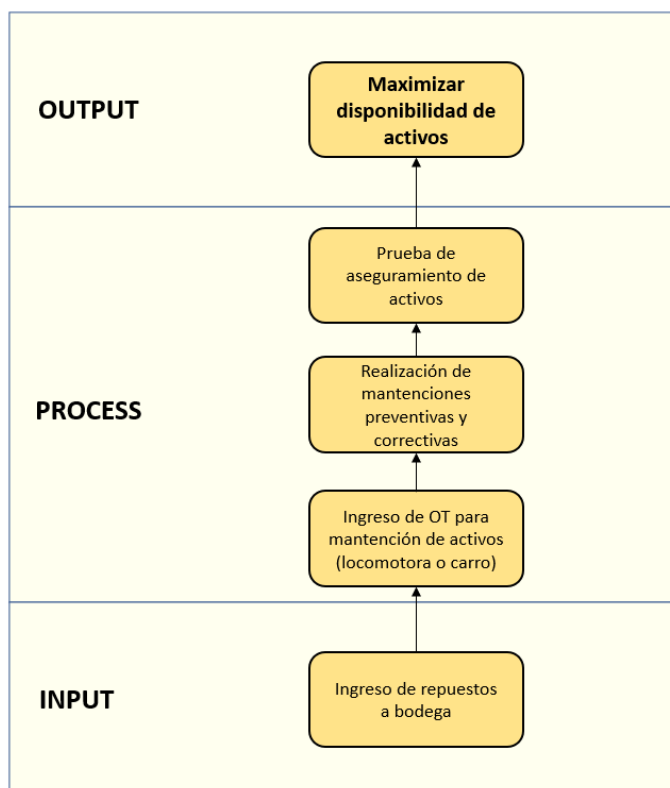 OUTPUT
Maximizar
disponibilidad de
activos
Prueba de
aseguramiento de
activos
PROCESS
Realización de
mantenciones
preventivas y
correctivas
Ingreso de OT para
mantención de activos
(locomotora o carro)
INPUT
Ingreso de repuestos
a bodega